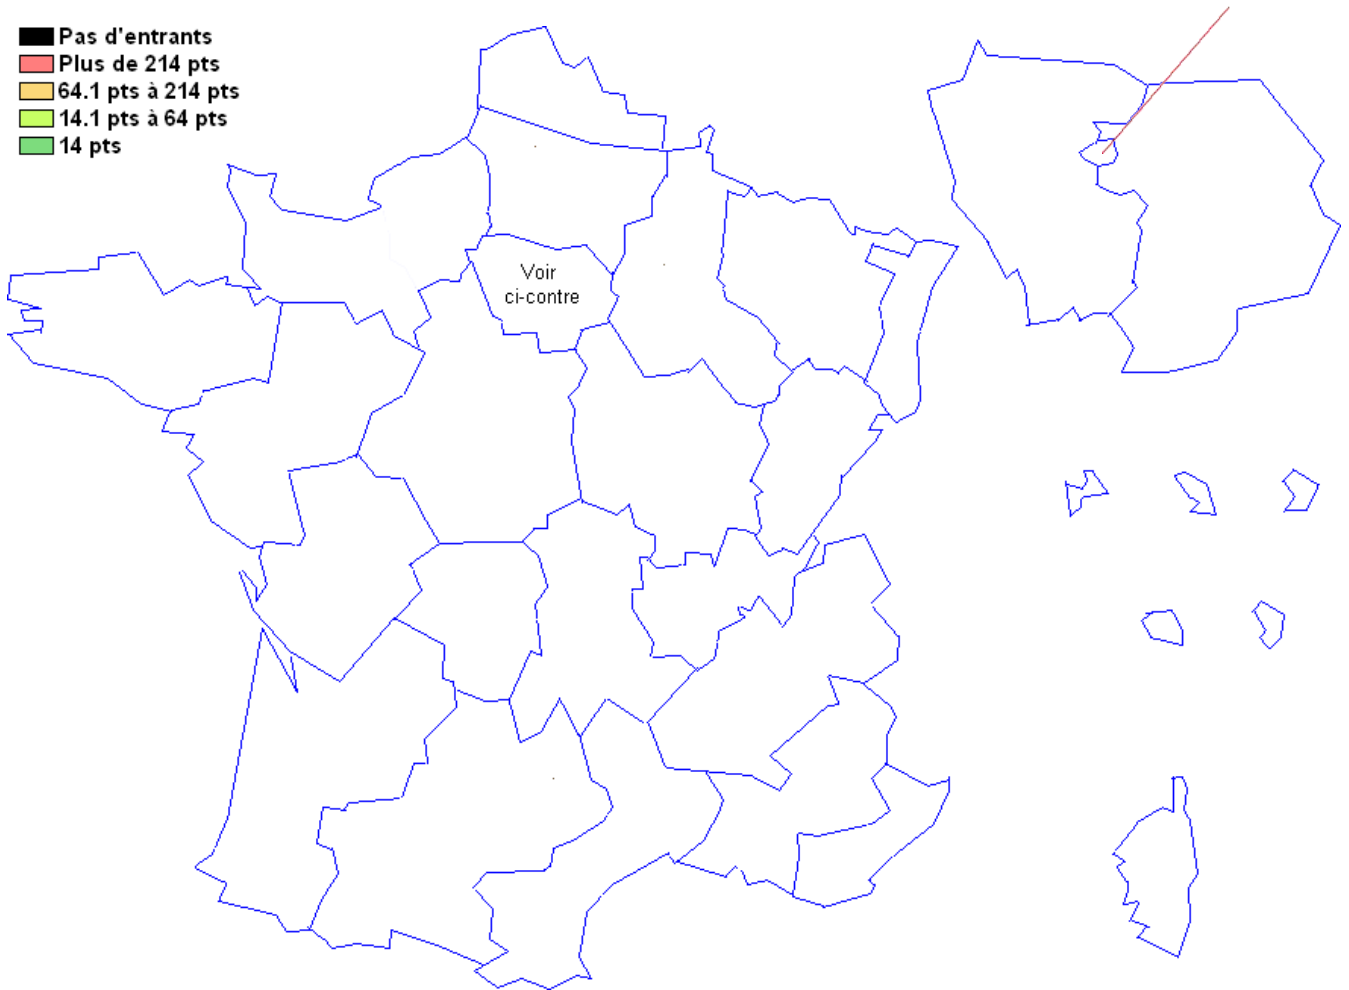 Pas d'entrants
Plus de 214 pts
64.1 pts à 214 pts
14.1 pts à 64 pts
14 pts
Voir
ci-contre